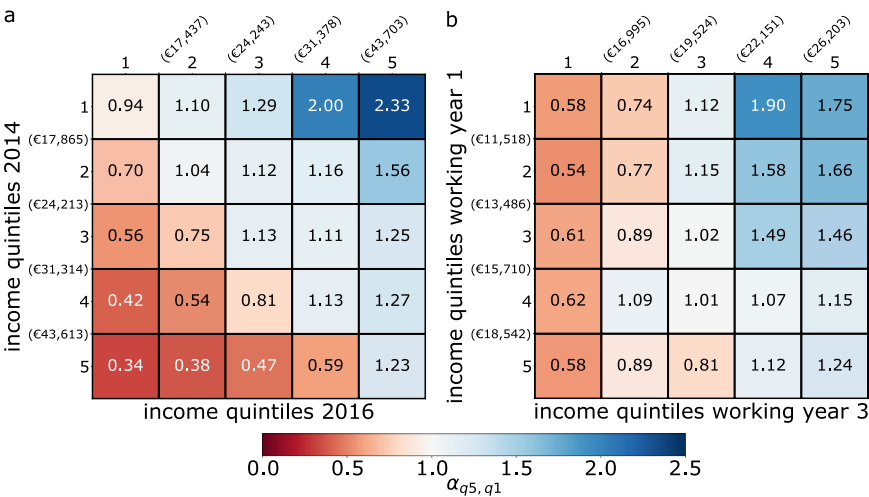 a
(€17,437)
(€24,243)
(€31,378)
(€43,703)
1 2 3 4 5
income quintiles 2014
1 0.94 1.10 1.29 2.00 2.33
(€17,865)
2 0.70 1.04 1.12 1.16 1.56
(€24,213)
3 0.56 0.75 1.13 1.11 1.25
(€31,314)
4 0.42 0.54 0.81 1.13 1.27
(€43,613)
5 0.34 0.38 0.47 0.59 1.23
income quintiles 2016
b
(€16,995)
(€19,524)
(€22,151)
(€26,203)
1 2 3 4 5
income quintiles working year 1
1 0.58 0.74 1.12 1.90 1.75
(€11,518)
2 0.54 0.77 1.15 1.58 1.66
(€13,486)
3 0.61 0.89 1.02 1.49 1.46
(€15,710)
4 0.62 1.09 1.01 1.07 1.15
(€18,542)
5 0.58 0.89 0.81 1.12 1.24
income quintiles working year 3
0.0 0.5 1.0 1.5 2.0 2.5
αq5,q1